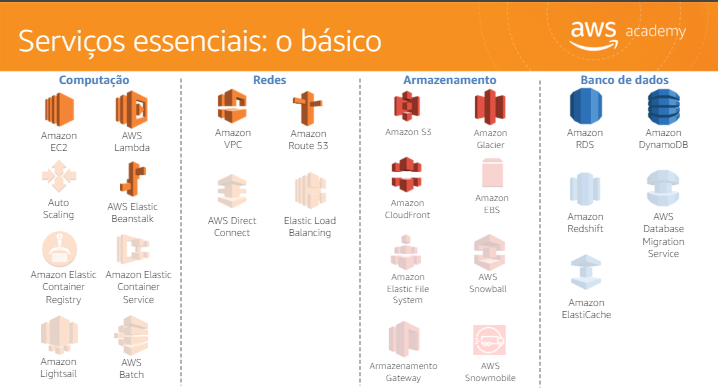 Serviços essenciais: o básico
aws academy
Computação
Amazon
EC2
AWS
Lambda
Auto
Scaling
AWS Elastic
Beanstalk
Amazon Elastic
Container
Registry
Amazon Elastic
Container
Service
Amazon
Lightsail
AWS
Batch
Redes
Amazon
VPC
Amazon
Route 53
AWS Direct
Connect
Elastic Load
Balancing
Armazenamento
Amazon S3
Amazon
Glacier
Amazon
CloudFront
Amazon
EBS
Amazon
Elastic File
System
AWS
Snowball
Armazenamento
Gateway
AWS
Snowmobile
Banco de dados
Amazon
RDS
Amazon
DynamoDB
Amazon
Redshift
AWS
Database
Migration
Service
Amazon
ElastiCache